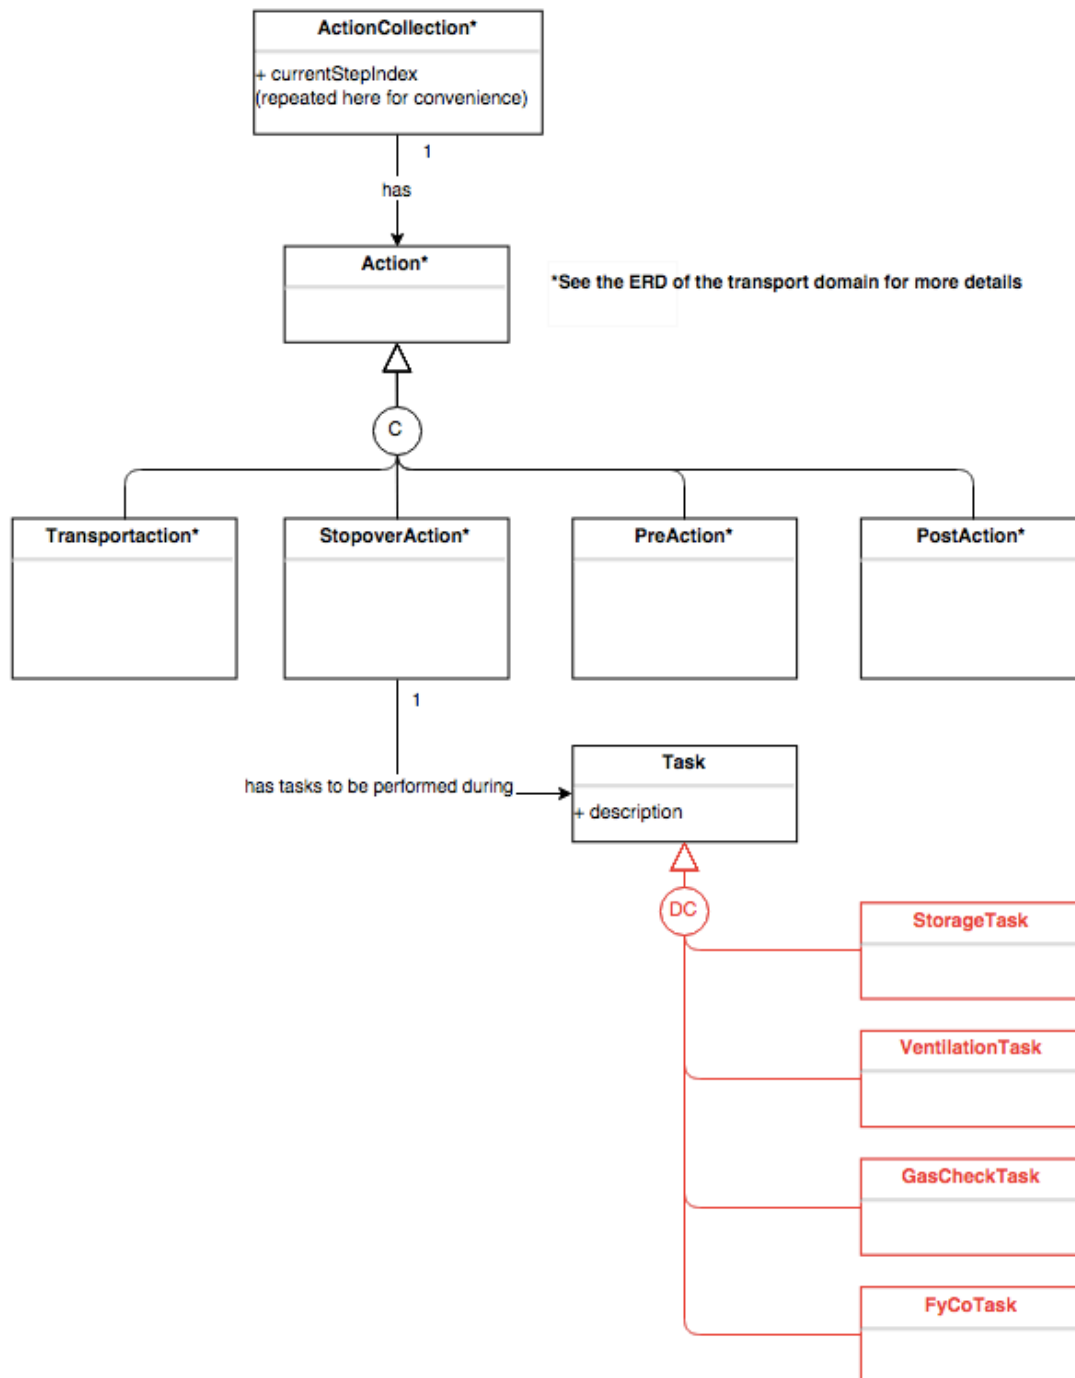 ActionCollection*
+ currentStepIndex
(repeated here for convenience)
1
has
Action*
*See the ERD of the transport domain for more details
C
Transportaction*
StopoverAction*
PreAction*
PostAction*
1
Task
has tasks to be performed during
+ description
DC
StorageTask
VentilationTask
GasCheckTask
FyCoTask